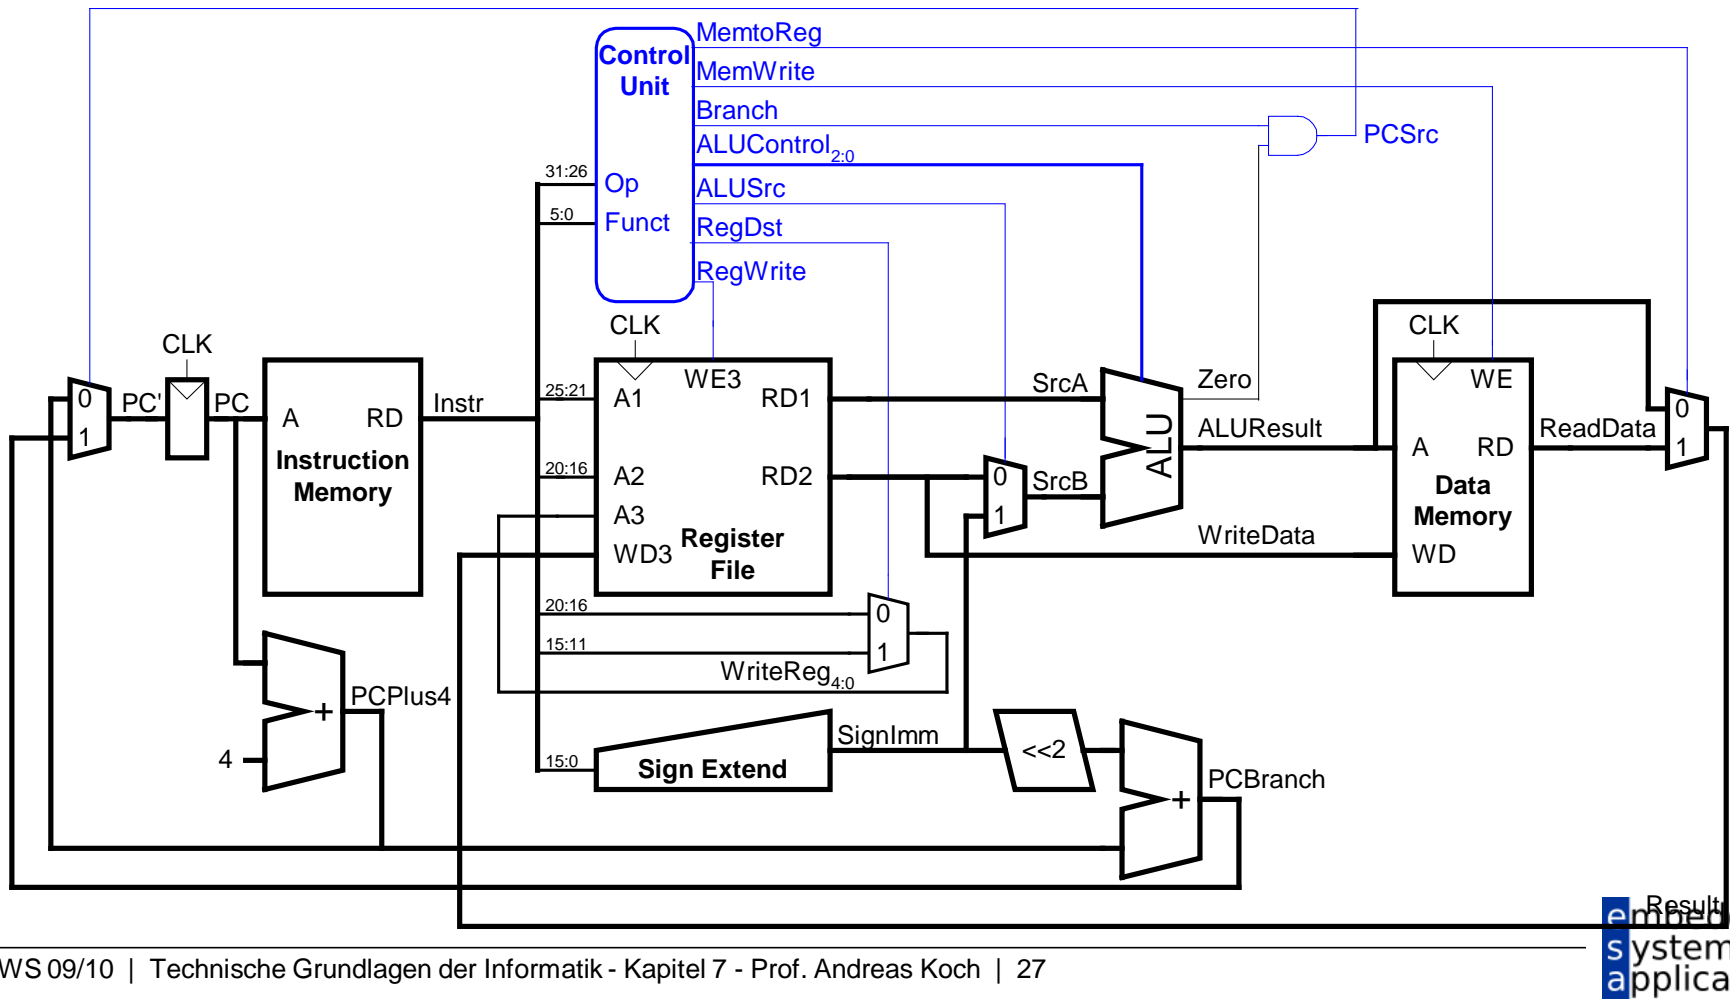 MemtoReg
Control
Unit
MemWrite
Branch
ALUControl2:0
PCSrc
31:26
Op
ALUSrc
5:0
Funct
RegDst
RegWrite
CLK
CLK
CLK
0
1
PC'
PC
A
RD
Instruction
Memory
Instr
25:21
A1
WE3
RD1
20:16
A2
RD2
A3
WD3
Register
File
SrcA
0
1
SrcB
ALU
Zero
ALUResult
WriteData
WE
A
RD
Data
Memory
WD
ReadData
0
1
20:16
0
15:11
1
WriteReg4:0
PCPlus4
+
4
15:0
Sign Extend
SignImm
<<2
+
PCBranch
Result
WS 09/10 | Technische Grundlagen der Informatik - Kapitel 7 - Prof. Andreas Koch | 27